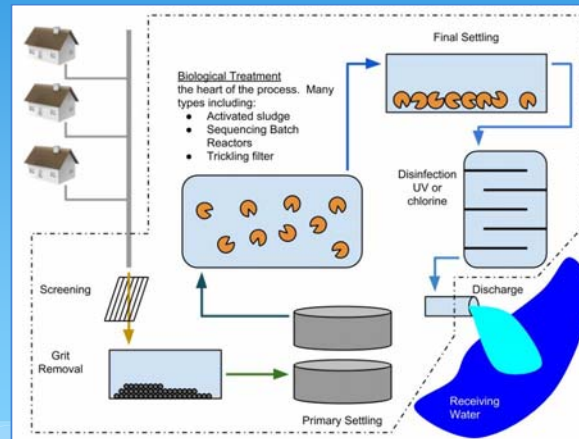 Screening
Grit
Removal
Primary Settling
Biological Treatment
the heart of the process. Many
types including:
● Activated sludge
● Sequencing Batch
Reactors
● Trickling filter
Final Settling
Disinfection
UV or
chlorine
Discharge
Receiving
Water